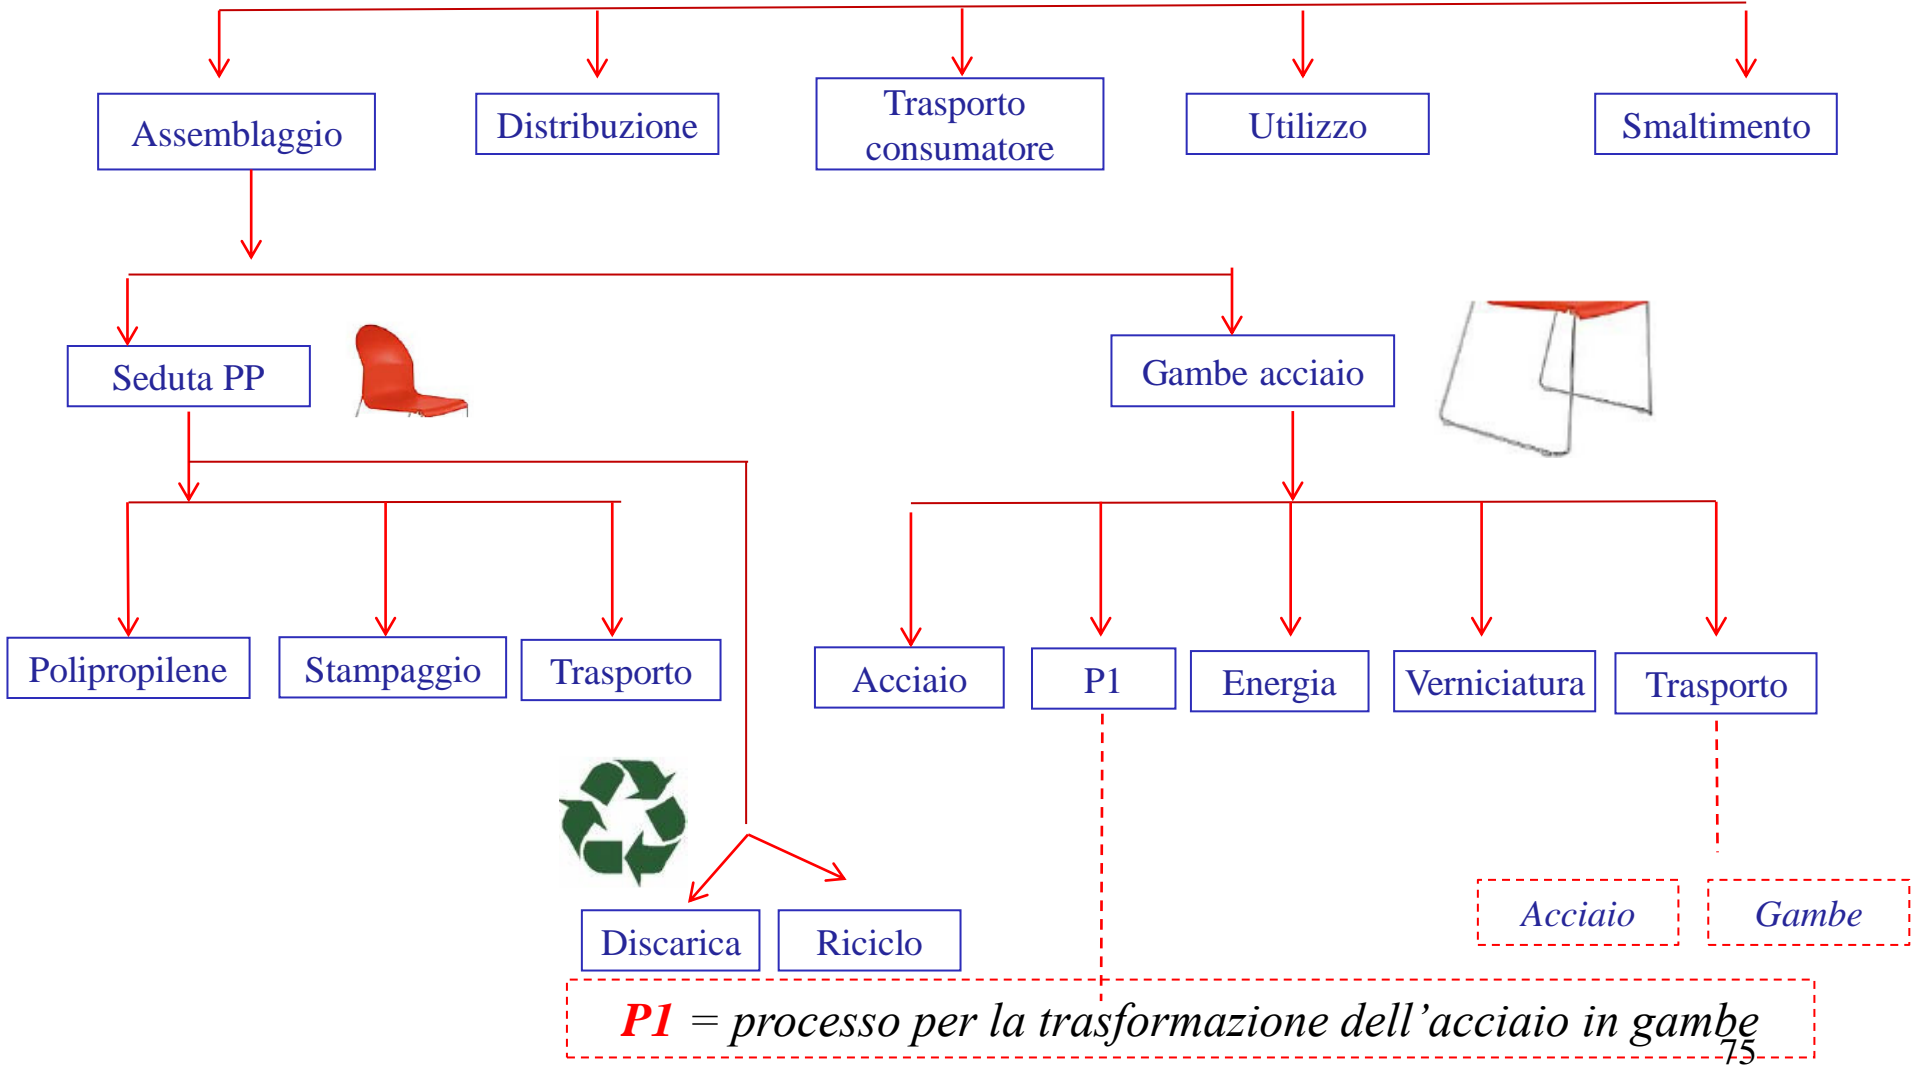 Assemblaggio
Distribuzione
Trasporto
consumatore
Utilizzo
Smaltimento
Seduta PP
Gambe acciaio
Polipropilene
Stampaggio
Trasporto
Acciaio
P1
Energia
Verniciatura
Trasporto
Discarica
Riciclo
Acciaio
Gambe
P1 = processo per la trasformazione dell’acciaio in gambe
75